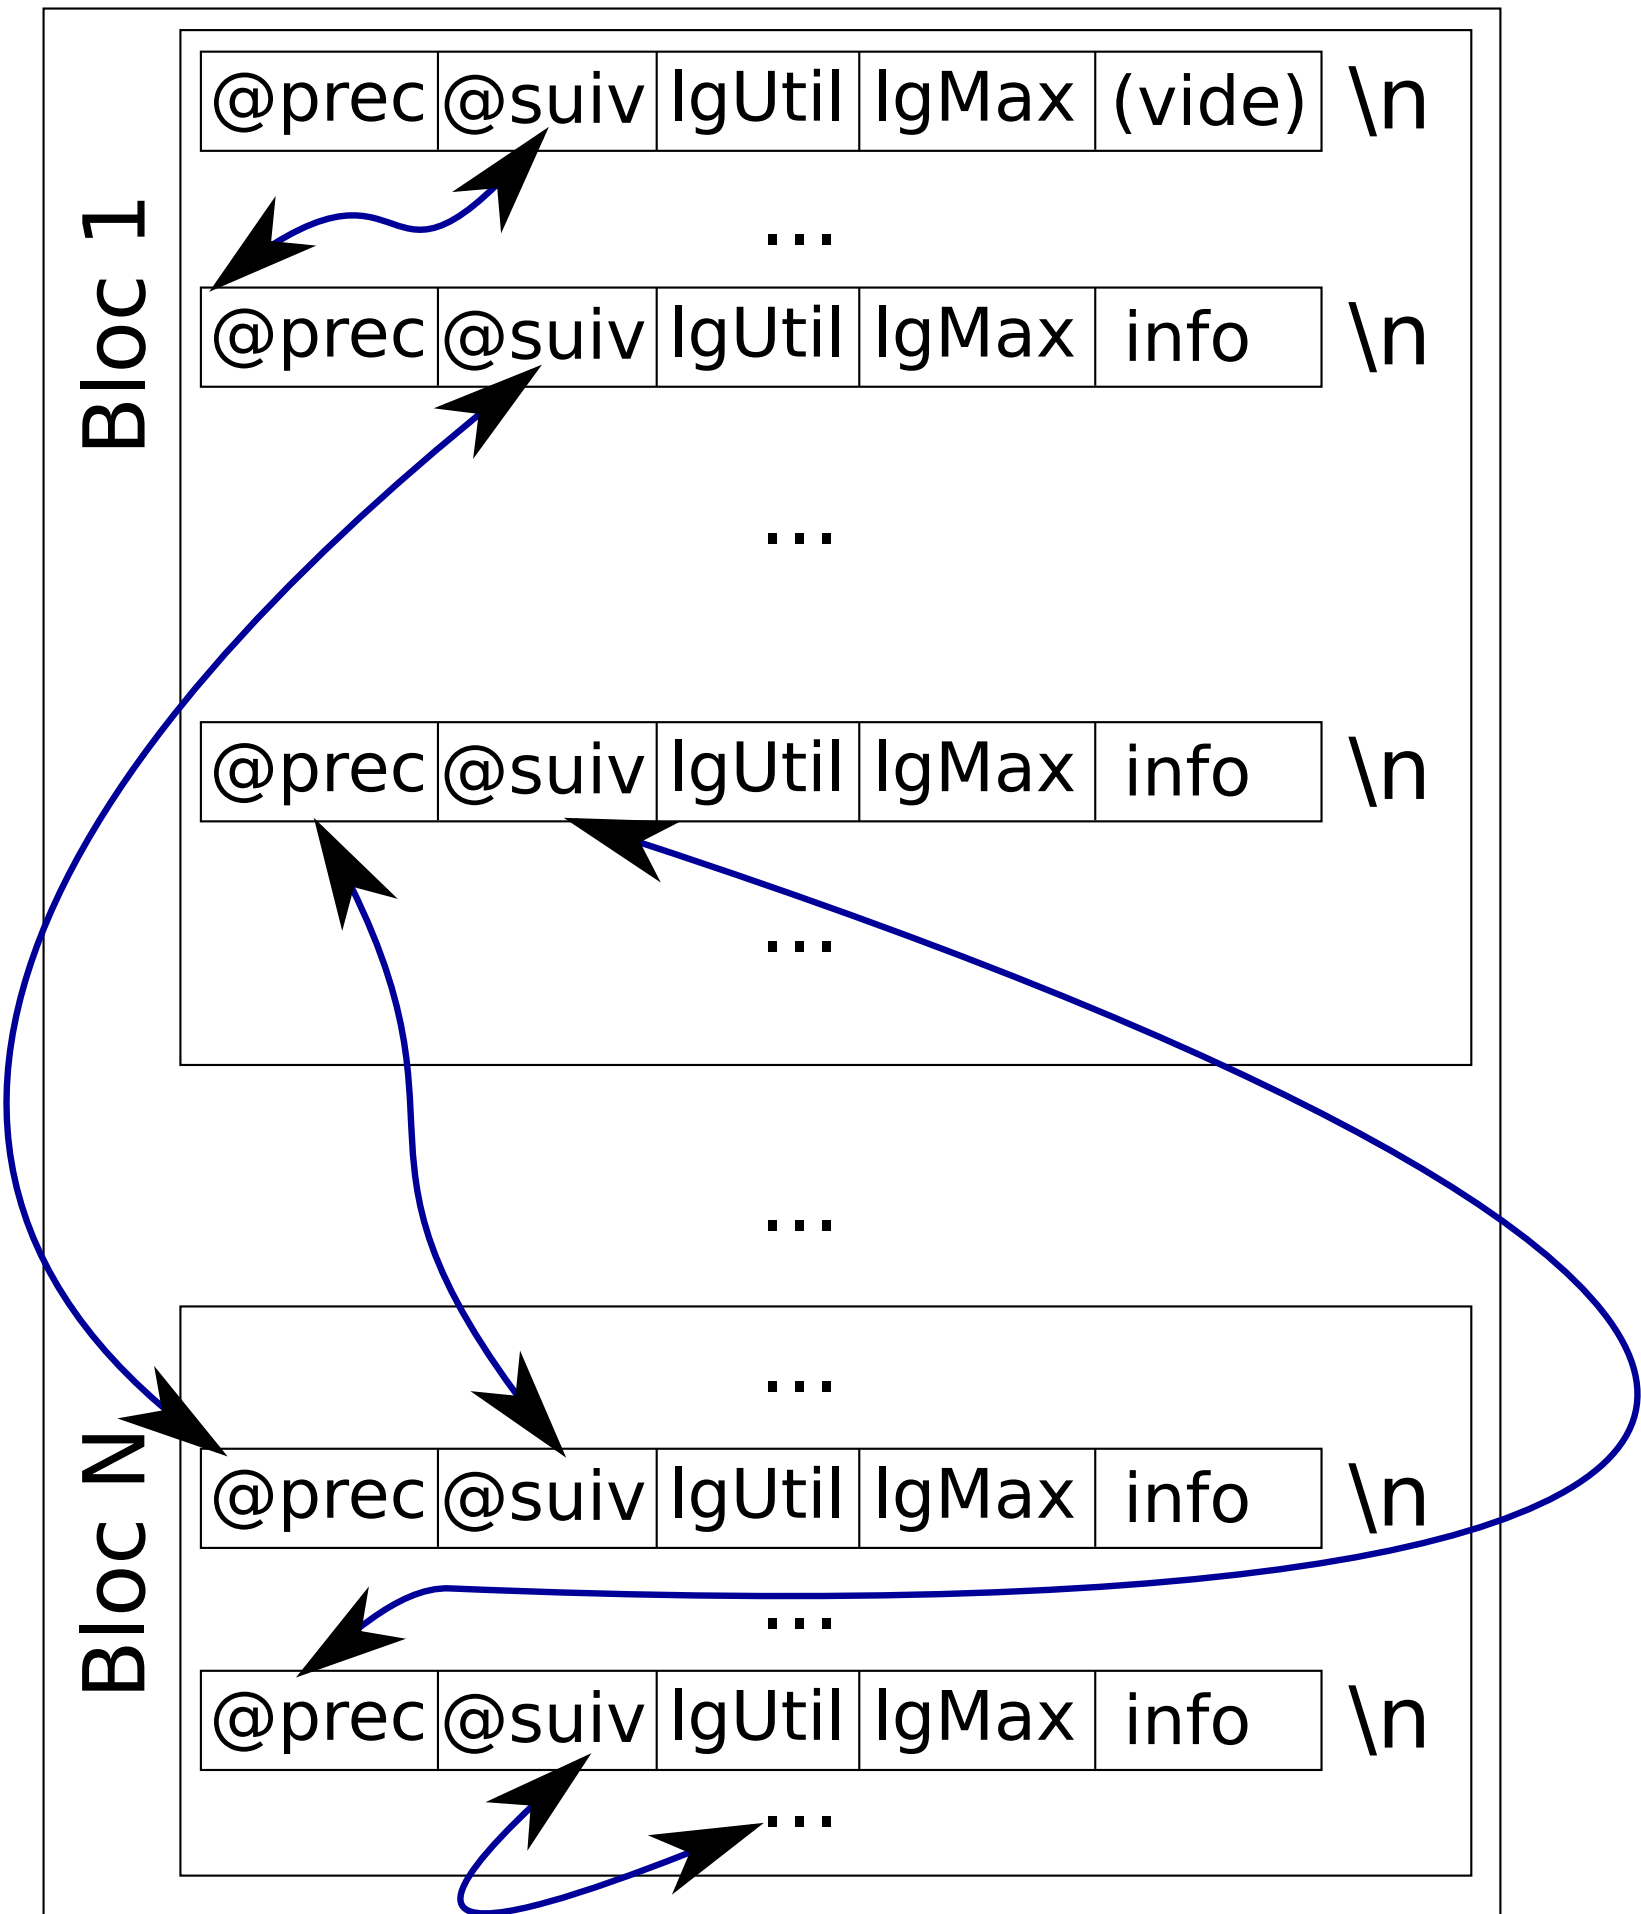 Bloc 1
@prec @suiv lgUtil lgMax (vide) \n
...
@prec @suiv lgUtil lgMax info \n
...
@prec @suiv lgUtil lgMax info \n
...
...
Bloc N
...
@prec @suiv lgUtil lgMax info \n
...
@prec @suiv lgUtil lgMax info \n
...